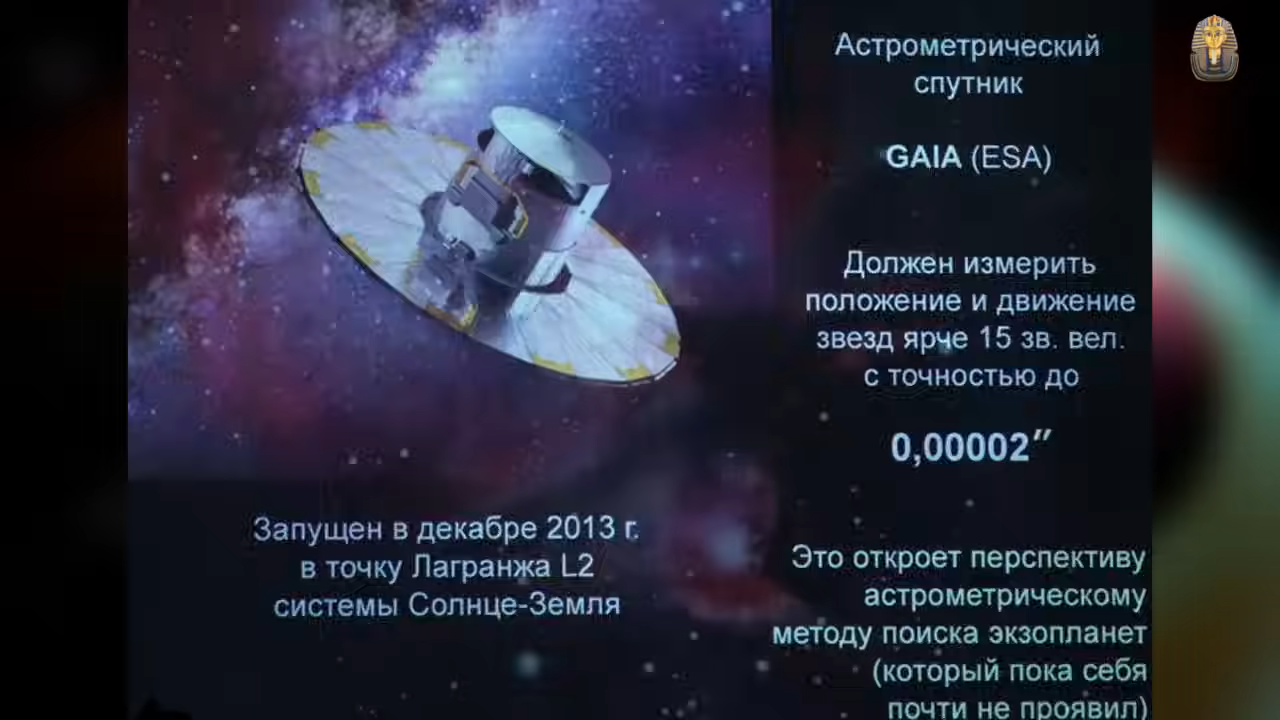 Астрометрический
спутник
GAIA (ESA)
Должен измерить
положение и движение
звезд ярче 15 зв. вел.
с точностью до
0,00002″
Запущен в декабре 2013 г.
в точку Лагранжа L2
системы Солнце-Земля
Это откроет перспективу
астрометрическому
методу поиска экзопланет
(который пока себя
почти не проявил)